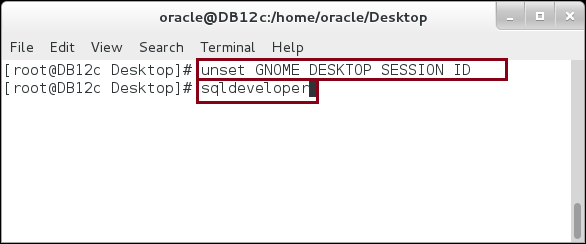 oracle@DB12c:/home/oracle/Desktop
File Edit View Search Terminal Help
[root@DB12c Desktop]# unset GNOME DESKTOP SESSION ID
[root@DB12c Desktop]# sqldeveloper